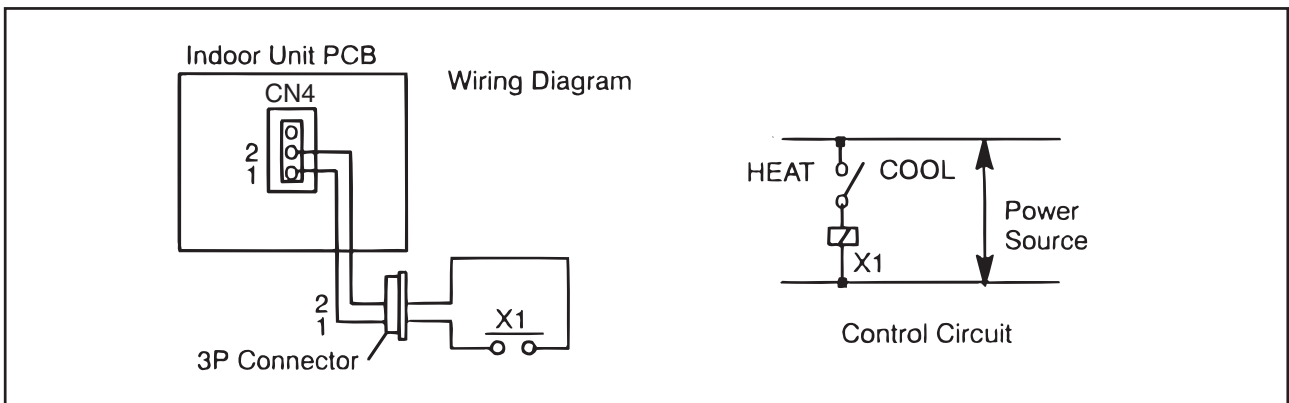 Indoor Unit PCB
CN4
2
1
Wiring Diagram
2
1
3P Connector
X1
HEAT
COOL
X1
Power
Source
Control Circuit